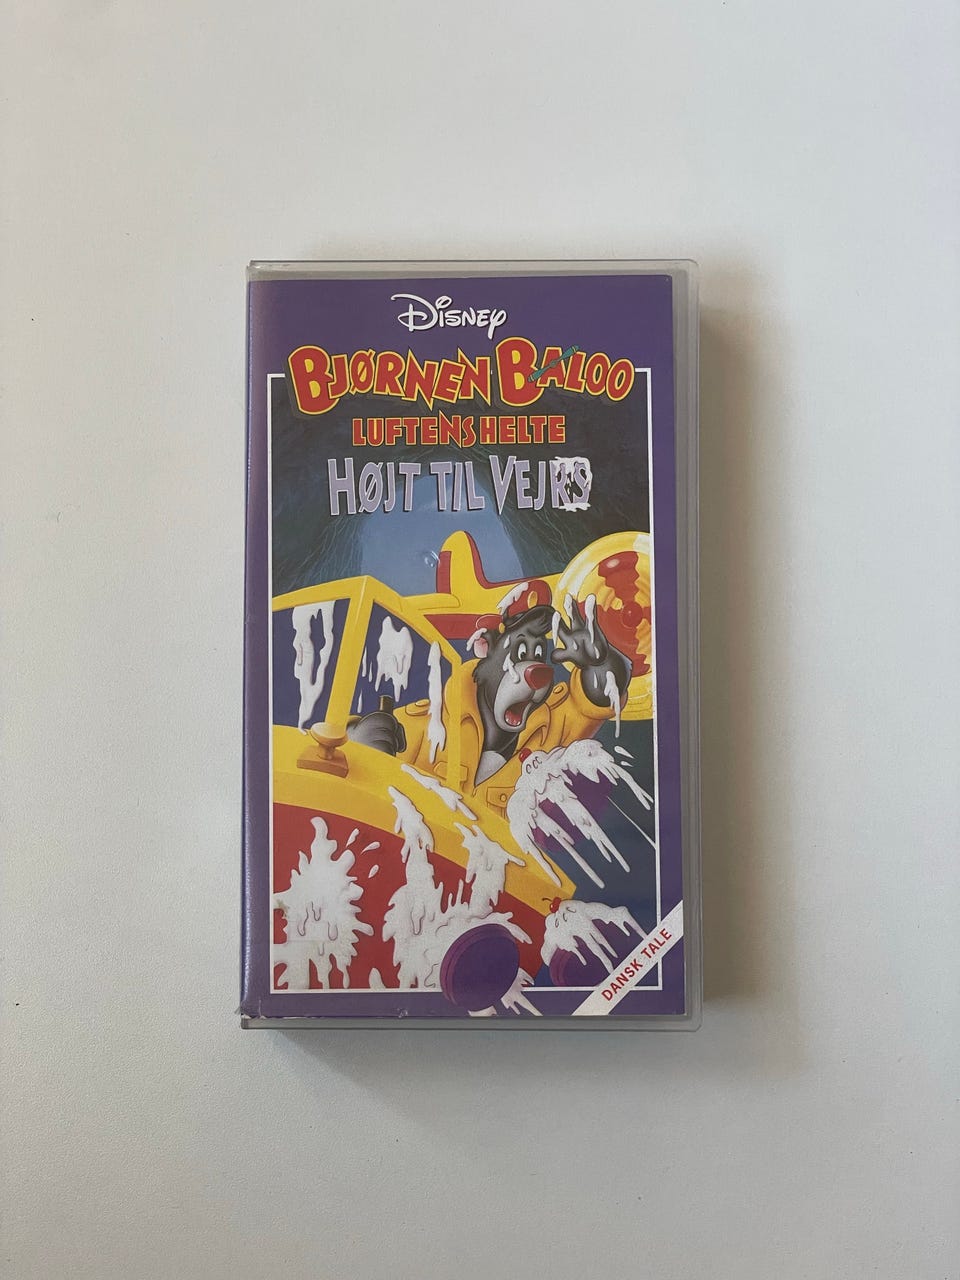 Disney
BJØRNEN BALOO
LUFTENS HELTE
HØJT TIL VEJRS
DANSK TALE